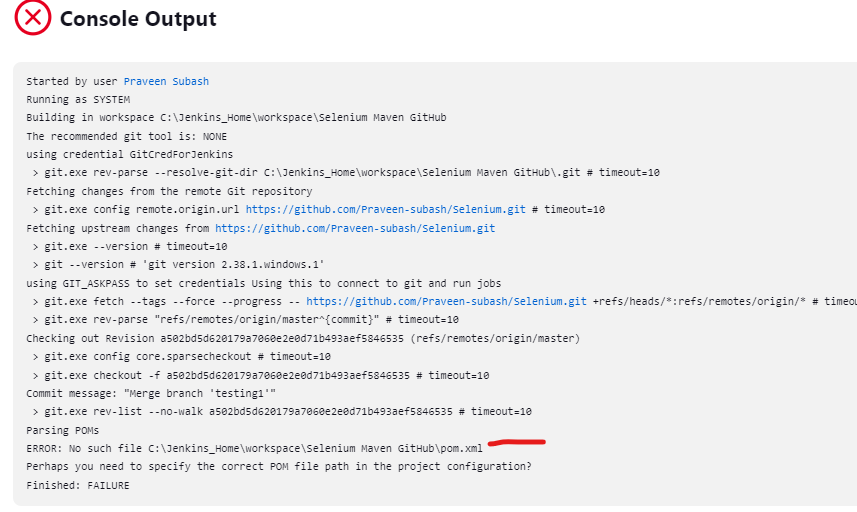 Console Output
Started by user Praveen Subash
Running as SYSTEM
Building in workspace C:\Jenkins_Home\workspace\Selenium Maven GitHub
The recommended git tool is: NONE
using credential GitCredForJenkins
> git.exe rev-parse --resolve-git-dir C:\Jenkins_Home\workspace\Selenium Maven GitHub\.git # timeout=10
Fetching changes from the remote Git repository
> git.exe config remote.origin.url https://github.com/Praveen-subash/Selenium.git # timeout=10
Fetching upstream changes from https://github.com/Praveen-subash/Selenium.git
> git.exe --version # timeout=10
> git --version # 'git version 2.38.1.windows.1'
using GIT_ASKPASS to set credentials Using this to connect to git and run jobs
> git.exe fetch --tags --force --progress -- https://github.com/Praveen-subash/Selenium.git +refs/heads/*:refs/remotes/origin/* # timeou
> git.exe rev-parse "refs/remotes/origin/master^{commit}" # timeout=10
Checking out Revision a502bd5d620179a7060e2e0d71b493aef5846535 (refs/remotes/origin/master)
> git.exe config core.sparsecheckout # timeout=10
> git.exe checkout -f a502bd5d620179a7060e2e0d71b493aef5846535 # timeout=10
Commit message: "Merge branch 'testing1'"
> git.exe rev-list --no-walk a502bd5d620179a7060e2e0d71b493aef5846535 # timeout=10
Parsing POMs
ERROR: No such file C:\Jenkins_Home\workspace\Selenium Maven GitHub\pom.xml
Perhaps you need to specify the correct POM file path in the project configuration?
Finished: FAILURE